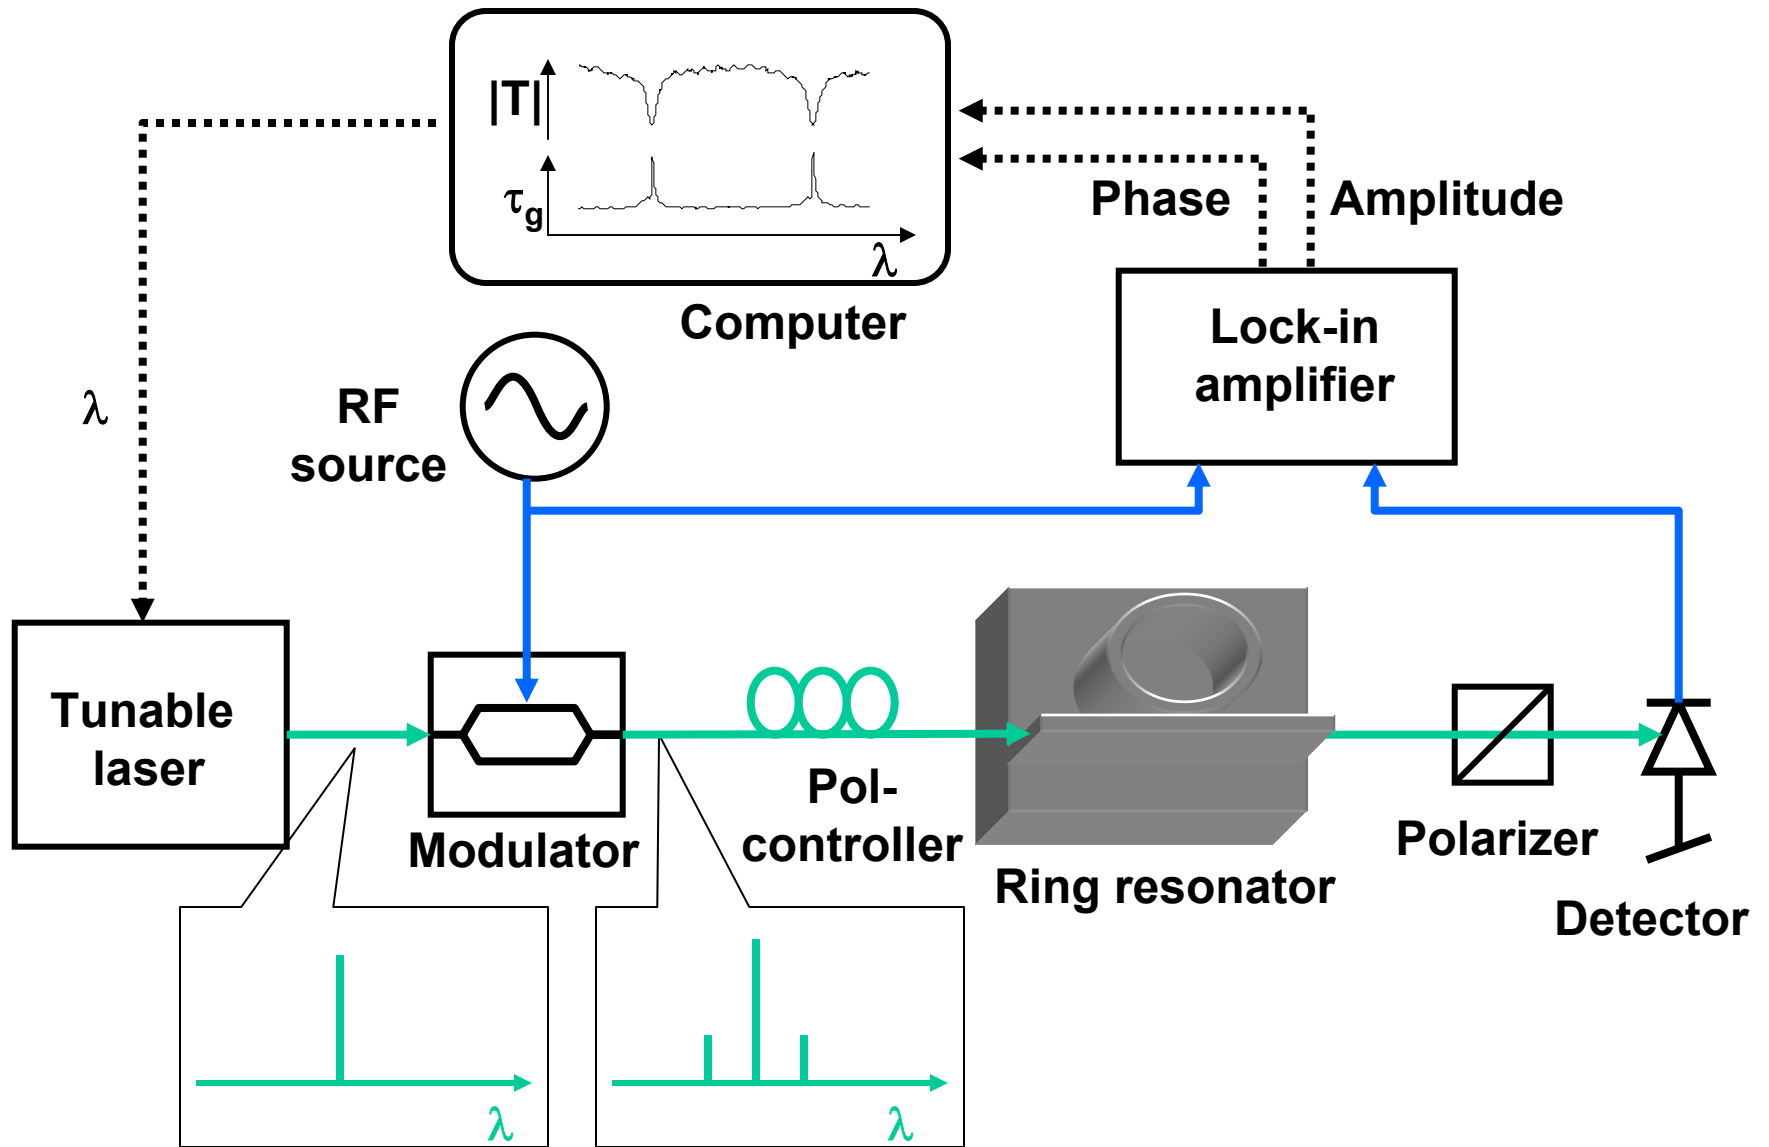 |T|
τg
λ
Computer
Phase
Amplitude
Lock-in
amplifier
λ
RF
source
Tunable
laser
Modulator
Pol-
controller
Ring resonator
Polarizer
Detector
λ
λ